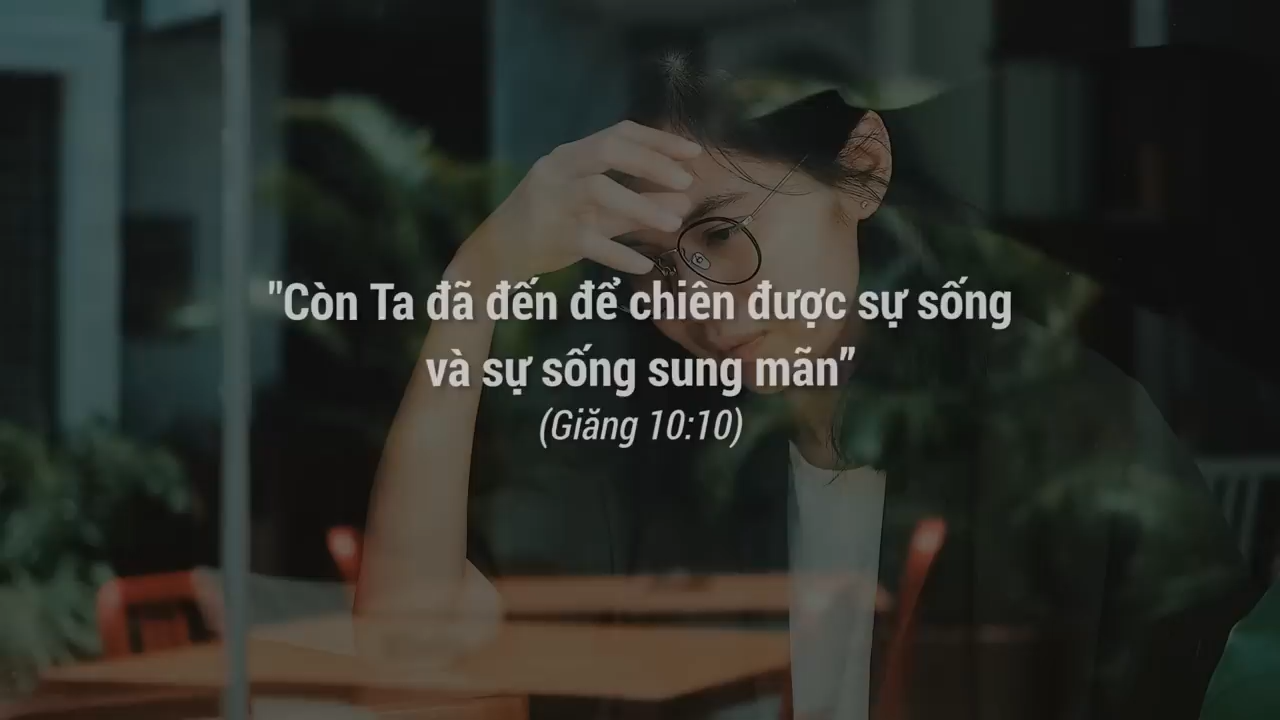 "Còn Ta đã đến để chiên được sự sống
và sự sống sung mãn”
(Giăng 10:10)